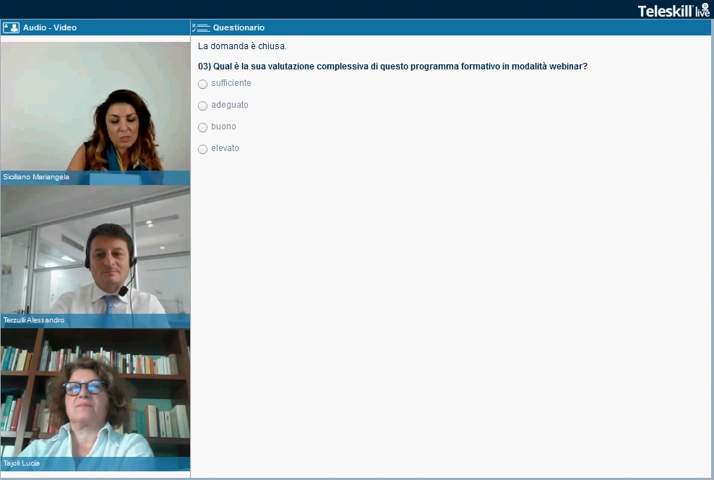 Teleskill live
Audio - Video
Questionario
La domanda è chiusa.
03) Qual è la sua valutazione complessiva di questo programma formativo in modalità webinar?
sufficiente
adeguato
buono
elevato
Siciliano Mariangela
Terzulli Alessandro
Tajoli Lucia